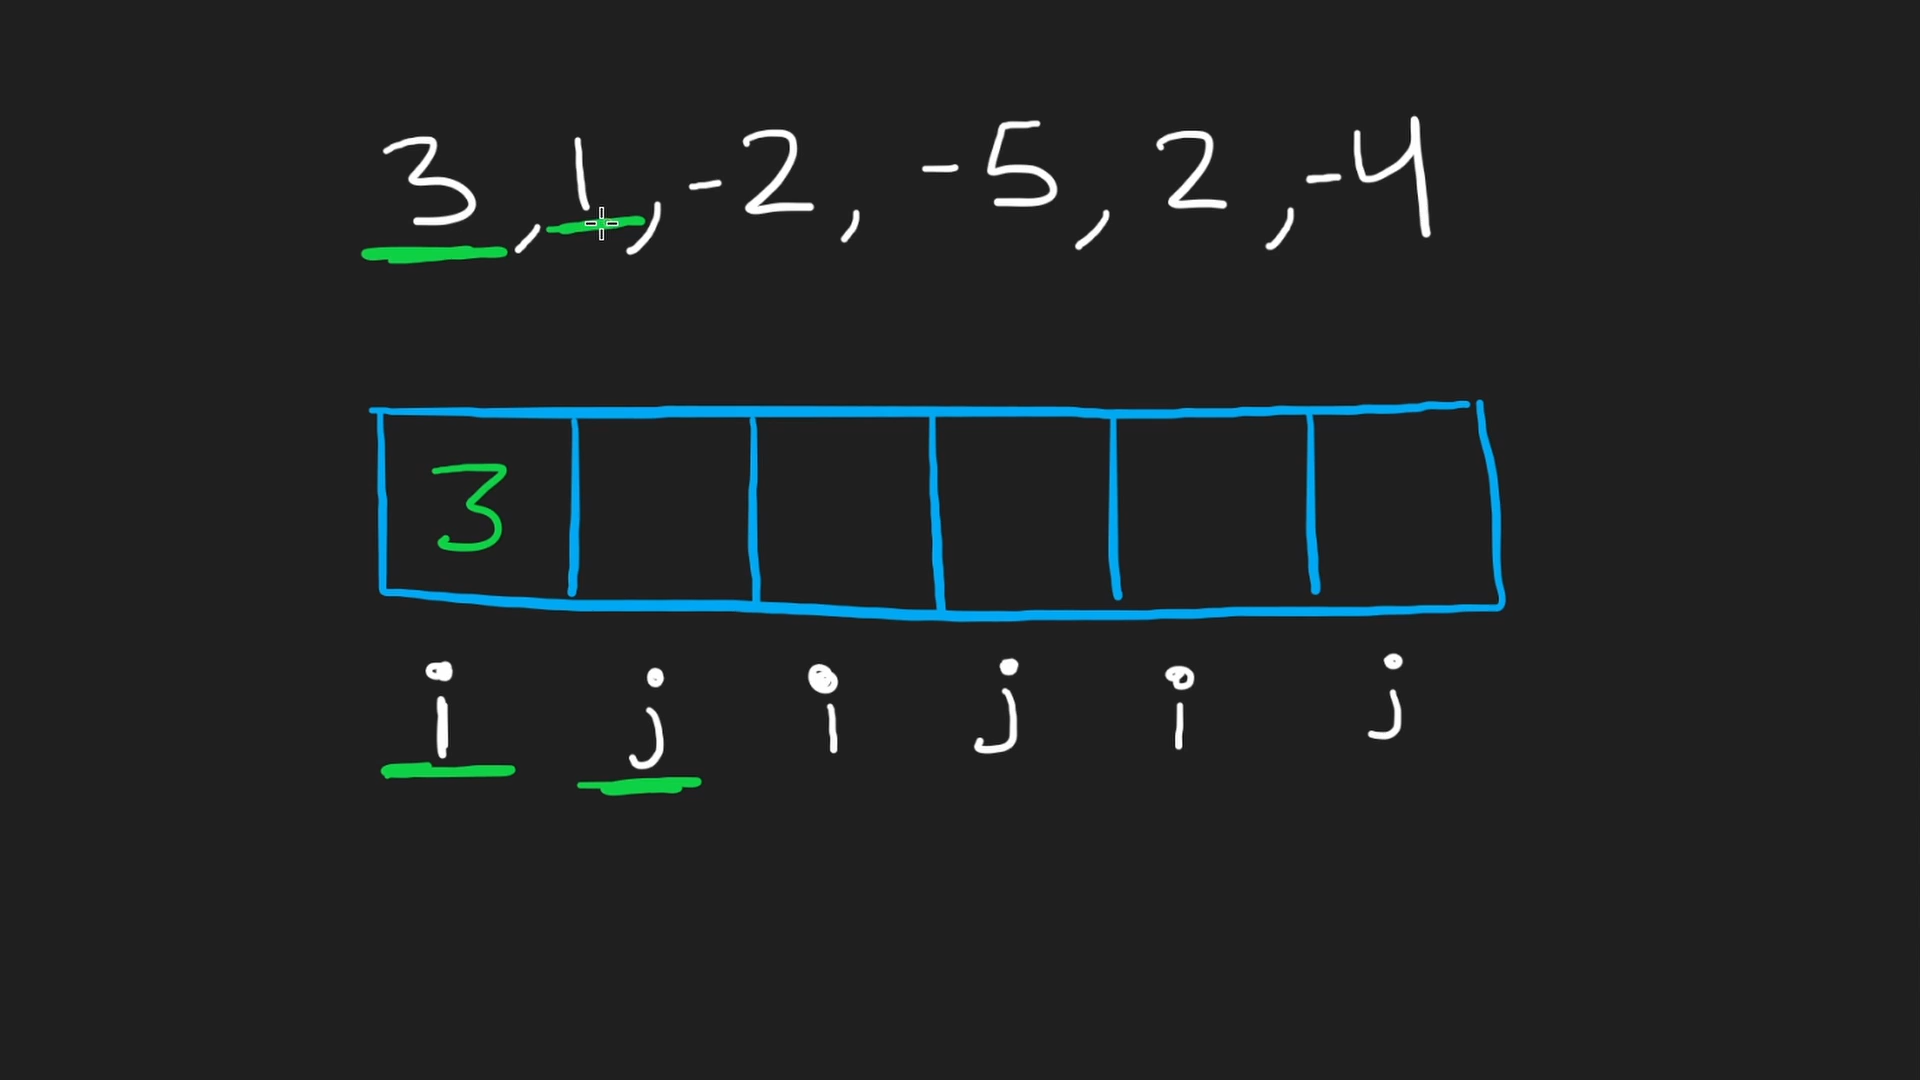 3, 1, -2, -5, 2, -4
3
i j i j i j